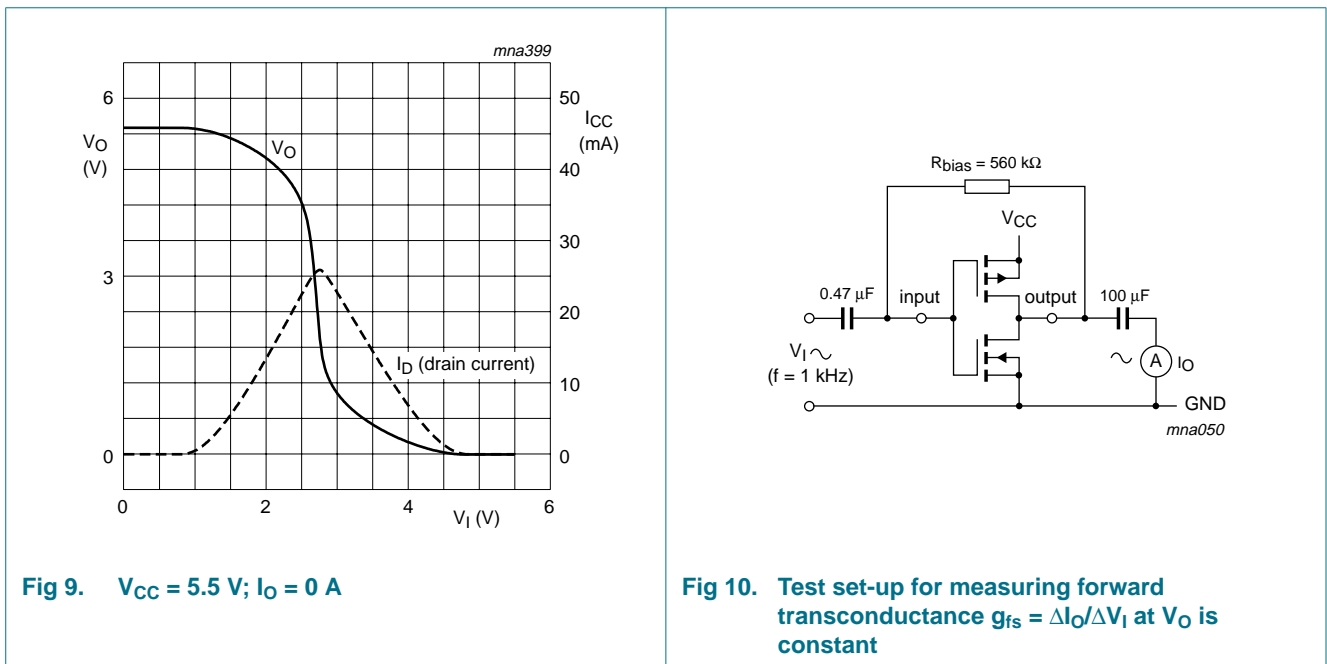 mna399
6
VO
(V)
3
0
50
ICC
(mA)
40
30
20
10
0
VO
ID (drain current)
0
2
4
6
VI (V)
Fig 9. VCC = 5.5 V; IO = 0 A
Rbias = 560 kΩ
VCC
0.47 μF
input
output
100 μF
VI ~
(f = 1 kHz)
~
A
IO
GND
mna050
Fig 10. Test set-up for measuring forward
transconductance gfs = ΔIO/ΔVI at VO is
constant